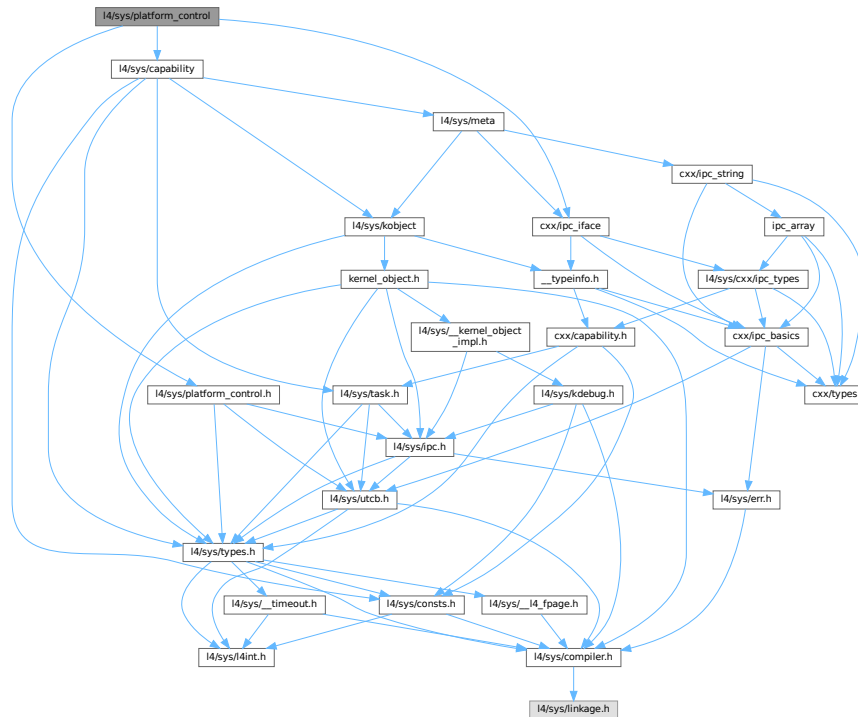 l4/sys/platform_control
l4/sys/capability
l4/sys/meta
cxx/ipc_string
l4/sys/kobject
cxx/ipc_iface
ipc_array
kernel_object.h
__typeinfo.h
l4/sys/cxx/ipc_types
l4/sys/__kernel_object
_impl.h
cxx/capability.h
cxx/ipc_basics
l4/sys/platform_control.h
l4/sys/task.h
l4/sys/kdebug.h
cxx/types
l4/sys/ipc.h
l4/sys/utcb.h
l4/sys/err.h
l4/sys/types.h
l4/sys/__timeout.h
l4/sys/consts.h
l4/sys/__l4_fpage.h
l4/sys/l4int.h
l4/sys/compiler.h
l4/sys/linkage.h